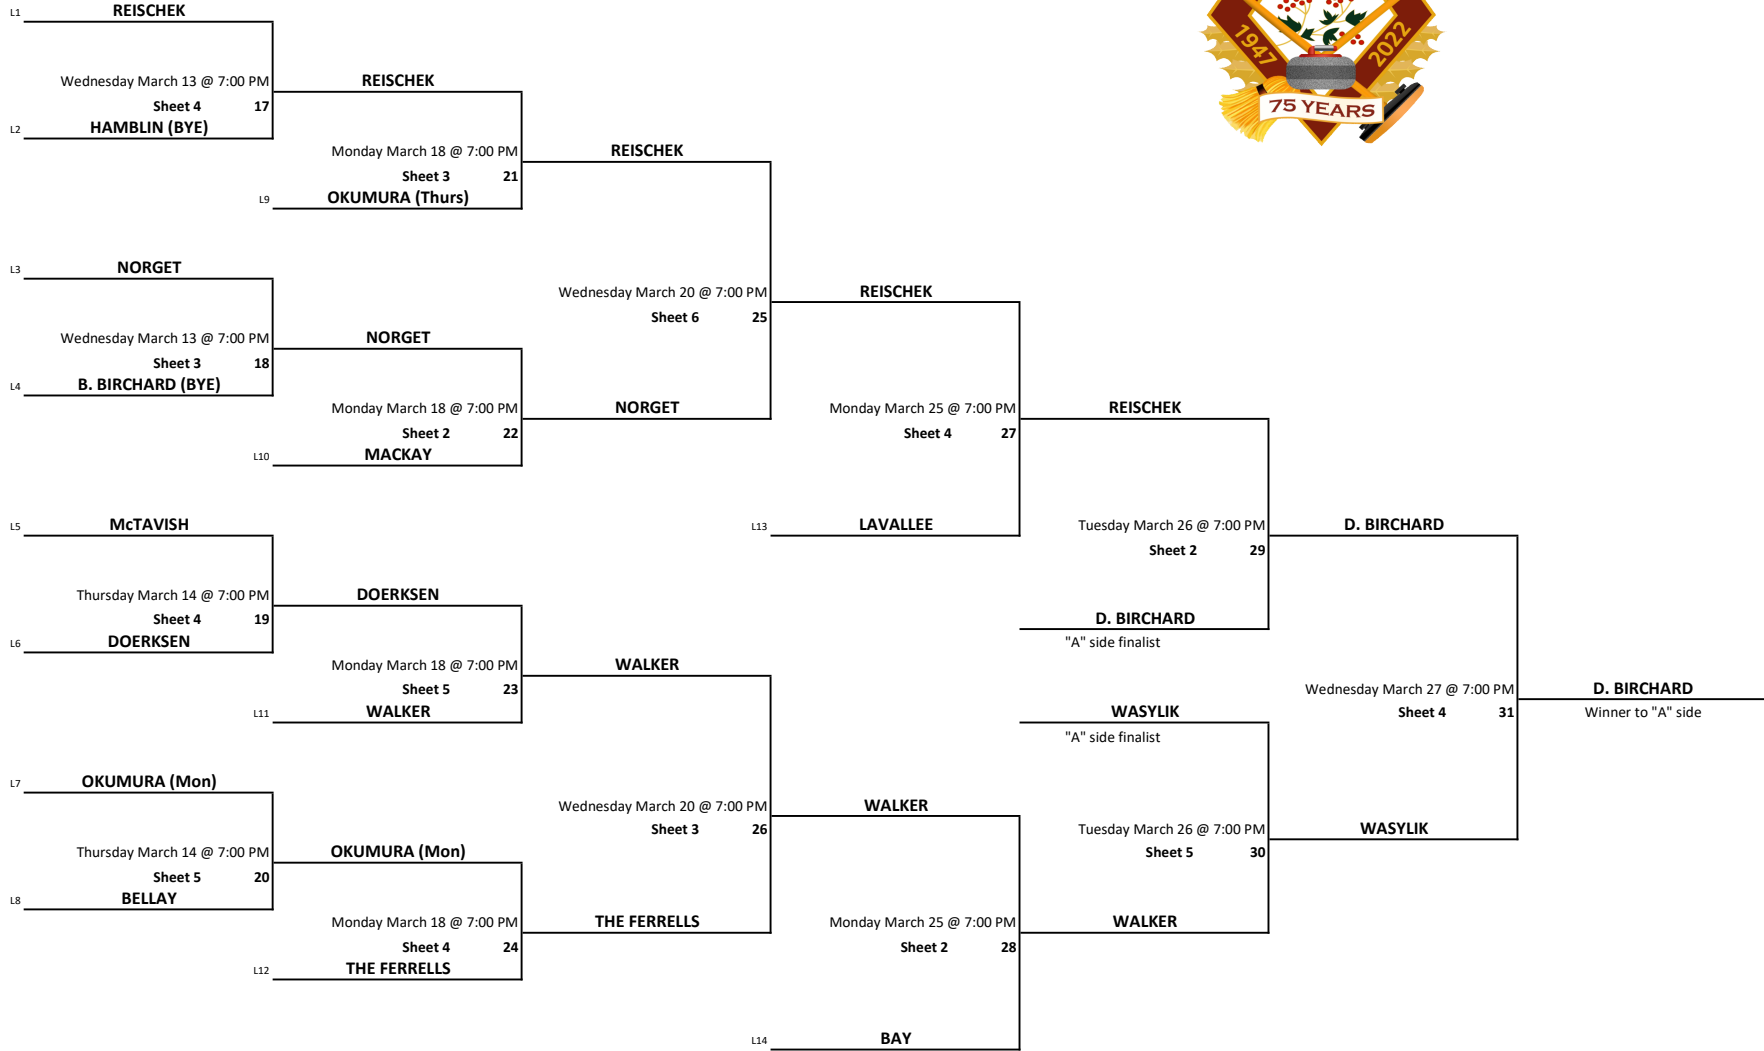 L1 REISCHEK
Wednesday March 13 @ 7:00 PM
Sheet 4 17
L2 HAMBLIN (BYE)
REISCHEK
Monday March 18 @ 7:00 PM
Sheet 3 21
L9 OKUMURA (Thurs)
REISCHEK
L3 NORGET
Wednesday March 13 @ 7:00 PM
Sheet 3 18
L4 B. BIRCHARD (BYE)
NORGET
Monday March 18 @ 7:00 PM
Sheet 2 22
L10 MACKAY
NORGET
Wednesday March 20 @ 7:00 PM
Sheet 6 25
REISCHEK
Monday March 25 @ 7:00 PM
Sheet 4 27
L13 LAVALLEE
REISCHEK
L5 McTAVISH
Thursday March 14 @ 7:00 PM
Sheet 4 19
L6 DOERKSEN
DOERKSEN
Monday March 18 @ 7:00 PM
Sheet 5 23
L11 WALKER
WALKER
L7 OKUMURA (Mon)
Thursday March 14 @ 7:00 PM
Sheet 5 20
L8 BELLAY
OKUMURA (Mon)
Monday March 18 @ 7:00 PM
Sheet 4 24
L12 THE FERRELLS
THE FERRELLS
Wednesday March 20 @ 7:00 PM
Sheet 3 26
WALKER
Monday March 25 @ 7:00 PM
Sheet 2 28
L14 BAY
WALKER
Tuesday March 26 @ 7:00 PM
Sheet 2 29
D. BIRCHARD
"A" side finalist
D. BIRCHARD
WASYLIK
"A" side finalist
Tuesday March 26 @ 7:00 PM
Sheet 5 30
WASYLIK
Wednesday March 27 @ 7:00 PM
Sheet 4 31
D. BIRCHARD
Winner to "A" side
1947
2022
75 YEARS